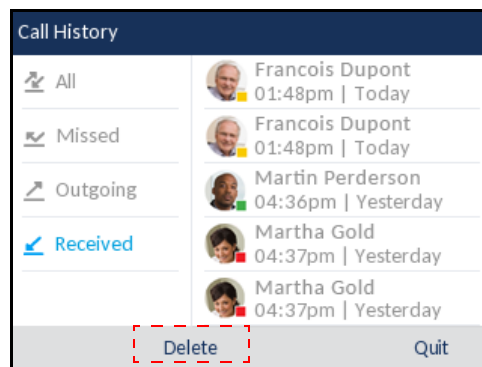 Call History
All
Missed
Outgoing
Received
Francois Dupont
01:48pm | Today
Francois Dupont
01:48pm | Today
Martin Perderson
04:36pm | Yesterday
Martha Gold
04:37pm | Yesterday
Martha Gold
04:37pm | Yesterday
Delete
Quit